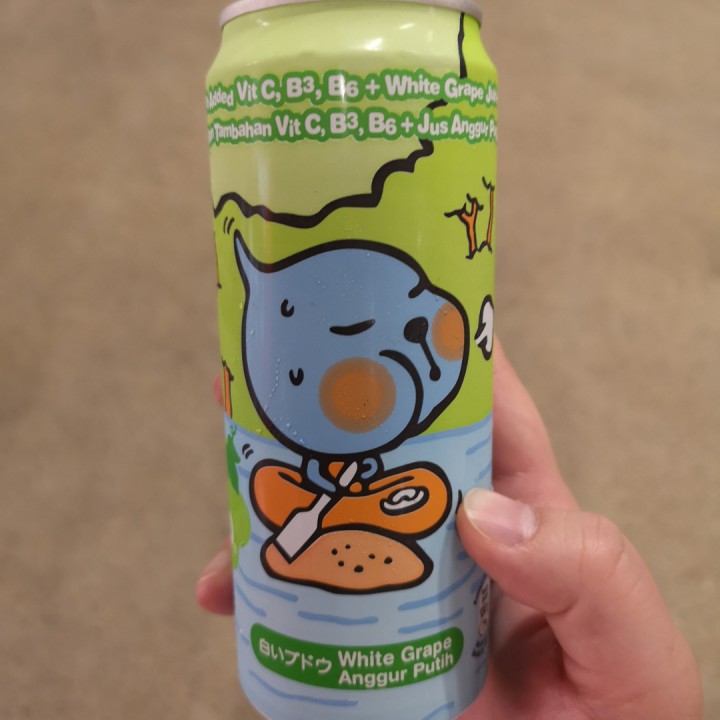 Added Vit C, B3, B6 + White Grape
Tambahan Vit C, B3, B6 + Jus Anggur
白いブドウ White Grape
Anggur Putih